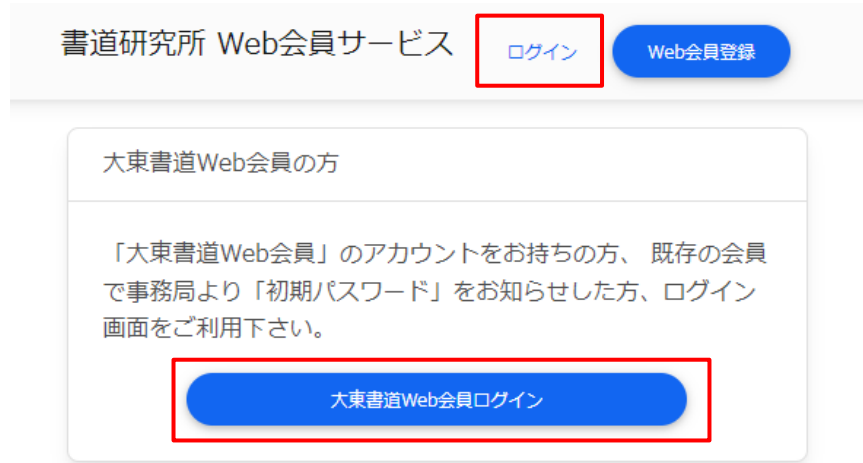 書道研究所 Web会員サービス ログイン Web会員登録
大東書道Web会員の方
「大東書道Web会員」のアカウントをお持ちの方、 既存の会員
で事務局より「初期パスワード」をお知らせした方、ログイン
画面をご利用下さい。
大東書道Web会員ログイン